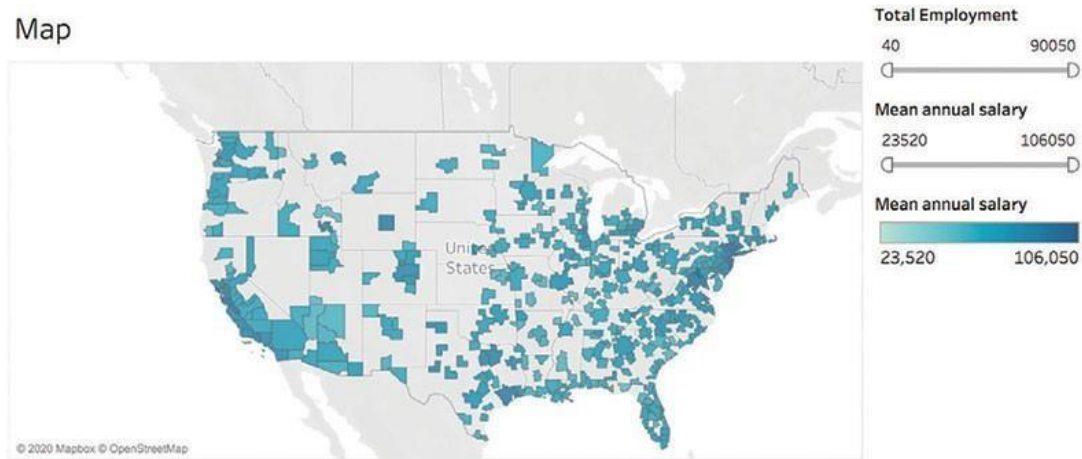 Map
Total Employment
40 90050
Mean annual salary
23520 106050
Mean annual salary
23,520 106,050
United
States
© 2020 Mapbox © OpenStreetMap